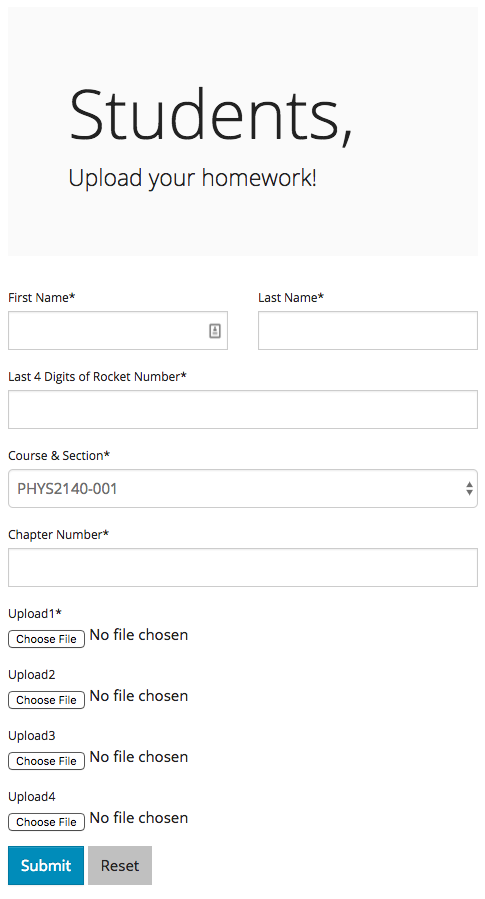 Students,
Upload your homework!
First Name* Last Name*
Last 4 Digits of Rocket Number*
Course & Section*
PHYS2140-001
Chapter Number*
Upload1*
Choose File No file chosen
Upload2
Choose File No file chosen
Upload3
Choose File No file chosen
Upload4
Choose File No file chosen
Submit Reset